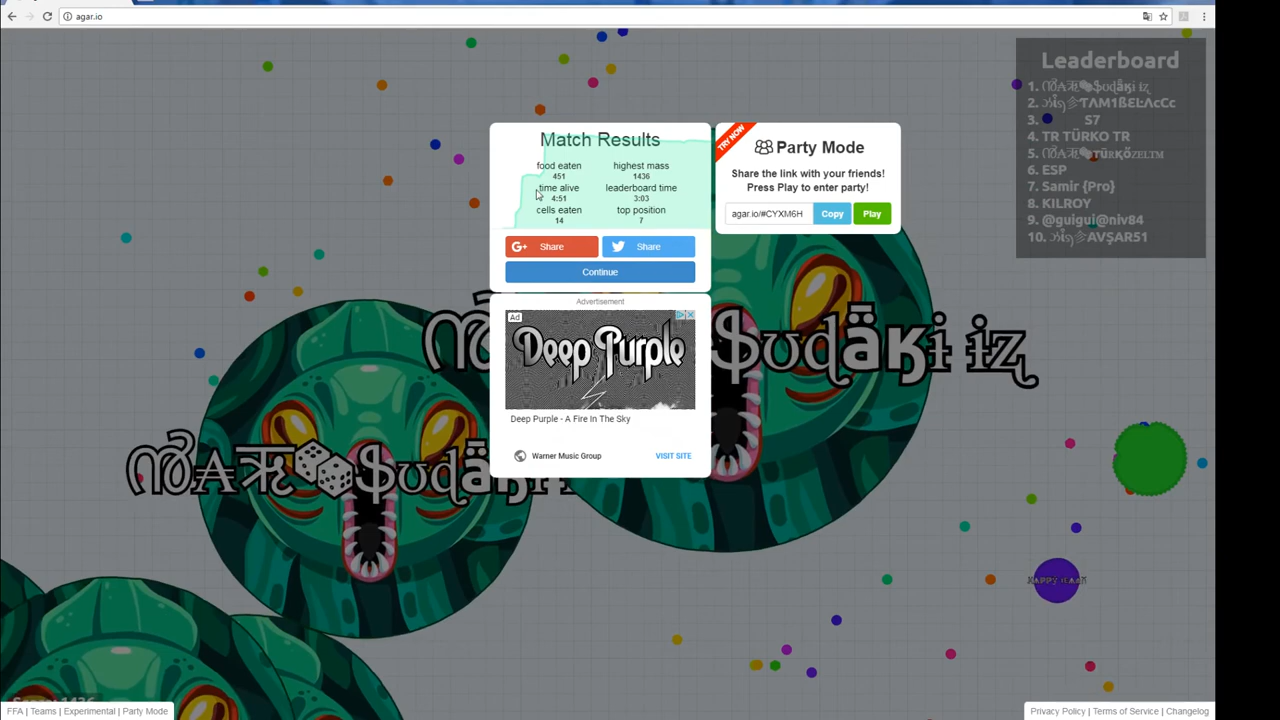 agar.io
Leaderboard
3. S7
4. TR TÜRKO TR
6. ESP
7. Samir {Pro}
8. KILROY
9. @guigui@niv84
10. AVŞAR51
Match Results
food eaten highest mass
451 1436
time alive leaderboard time
4:51 3:03
cells eaten top position
14 7
Share Share
Continue
TRY NOW
Party Mode
Share the link with your friends!
Press Play to enter party!
agar.io/#CYXM6H Copy Play
Advertisement
Ad
Deep Purple
Deep Purple - A Fire In The Sky
Warner Music Group VISIT SITE
FFA | Teams | Experimental | Party Mode
Privacy Policy | Terms of Service | Changelog